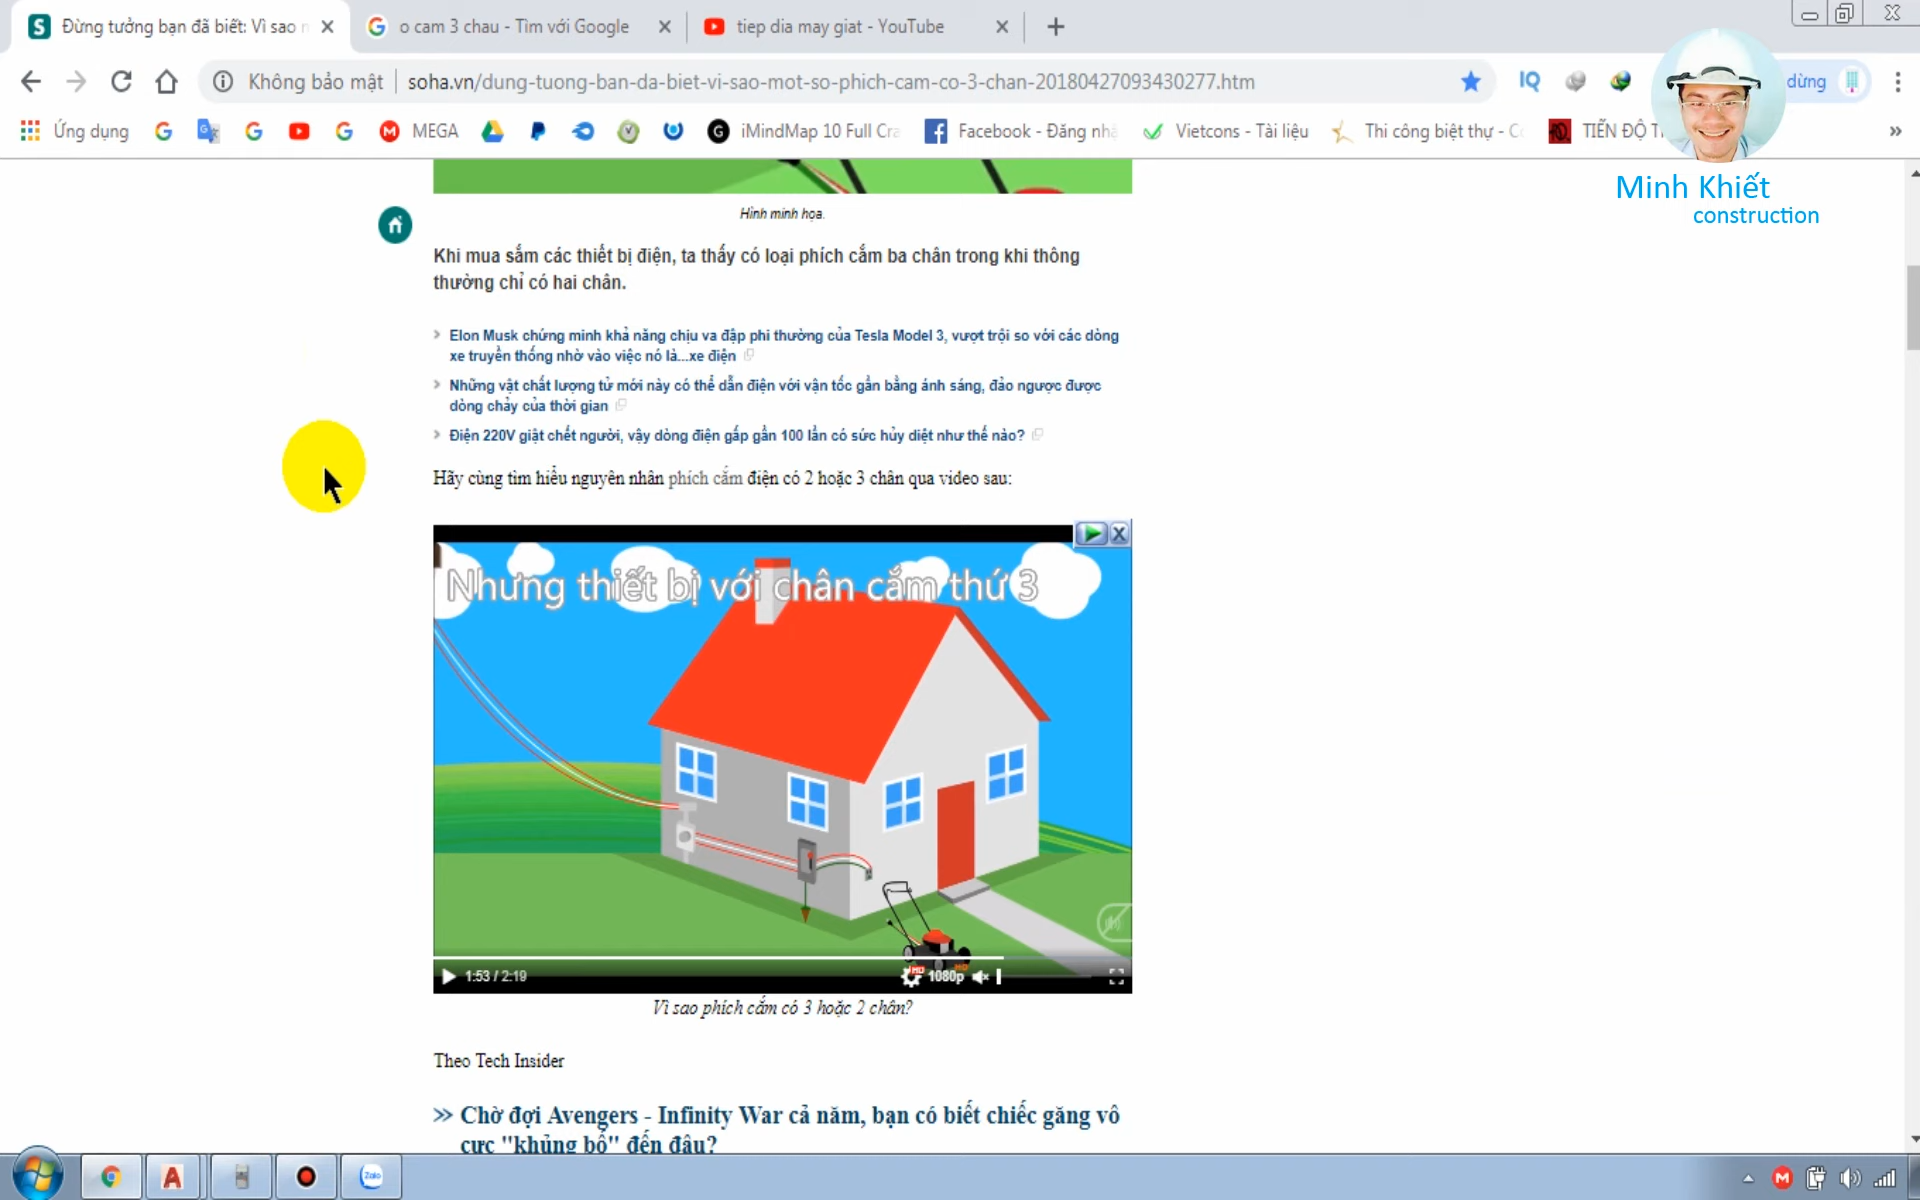 Đừng tưởng bạn đã biết: Vì sao
o cam 3 chau - Tìm với Google
tiep dia may giat - YouTube
Không bảo mật
soha.vn/dung-tuong-ban-da-biet-vi-sao-mot-so-phich-cam-co-3-chan-20180427093430277.htm
IQ
dừng
Ứng dụng
MEGA
iMindMap 10 Full Cra
Facebook - Đăng nhậ
Vietcons - Tài liệu
Thi công biệt thự - C
TIẾN ĐỘ T
Minh Khiết
construction
Hình minh họa.
Khi mua sắm các thiết bị điện, ta thấy có loại phích cắm ba chân trong khi thông
thường chỉ có hai chân.
Elon Musk chứng minh khả năng chịu va đập phi thường của Tesla Model 3, vượt trội so với các dòng
xe truyền thống nhờ vào việc nó là...xe điện
Những vật chất lượng tử mới này có thể dẫn điện với vận tốc gần bằng ánh sáng, đảo ngược được
dòng chảy của thời gian
Điện 220V giật chết người, vậy dòng điện gấp gần 100 lần có sức hủy diệt như thế nào?
Hãy cùng tìm hiểu nguyên nhân phích cắm điện có 2 hoặc 3 chân qua video sau:
Nhưng thiết bị với chân cắm thứ 3
1:53 / 2:19
HD
1080p
Vì sao phích cắm có 3 hoặc 2 chân?
Theo Tech Insider
>> Chờ đợi Avengers - Infinity War cả năm, bạn có biết chiếc găng vô
cực "khủng bố" đến đâu?
Zalo